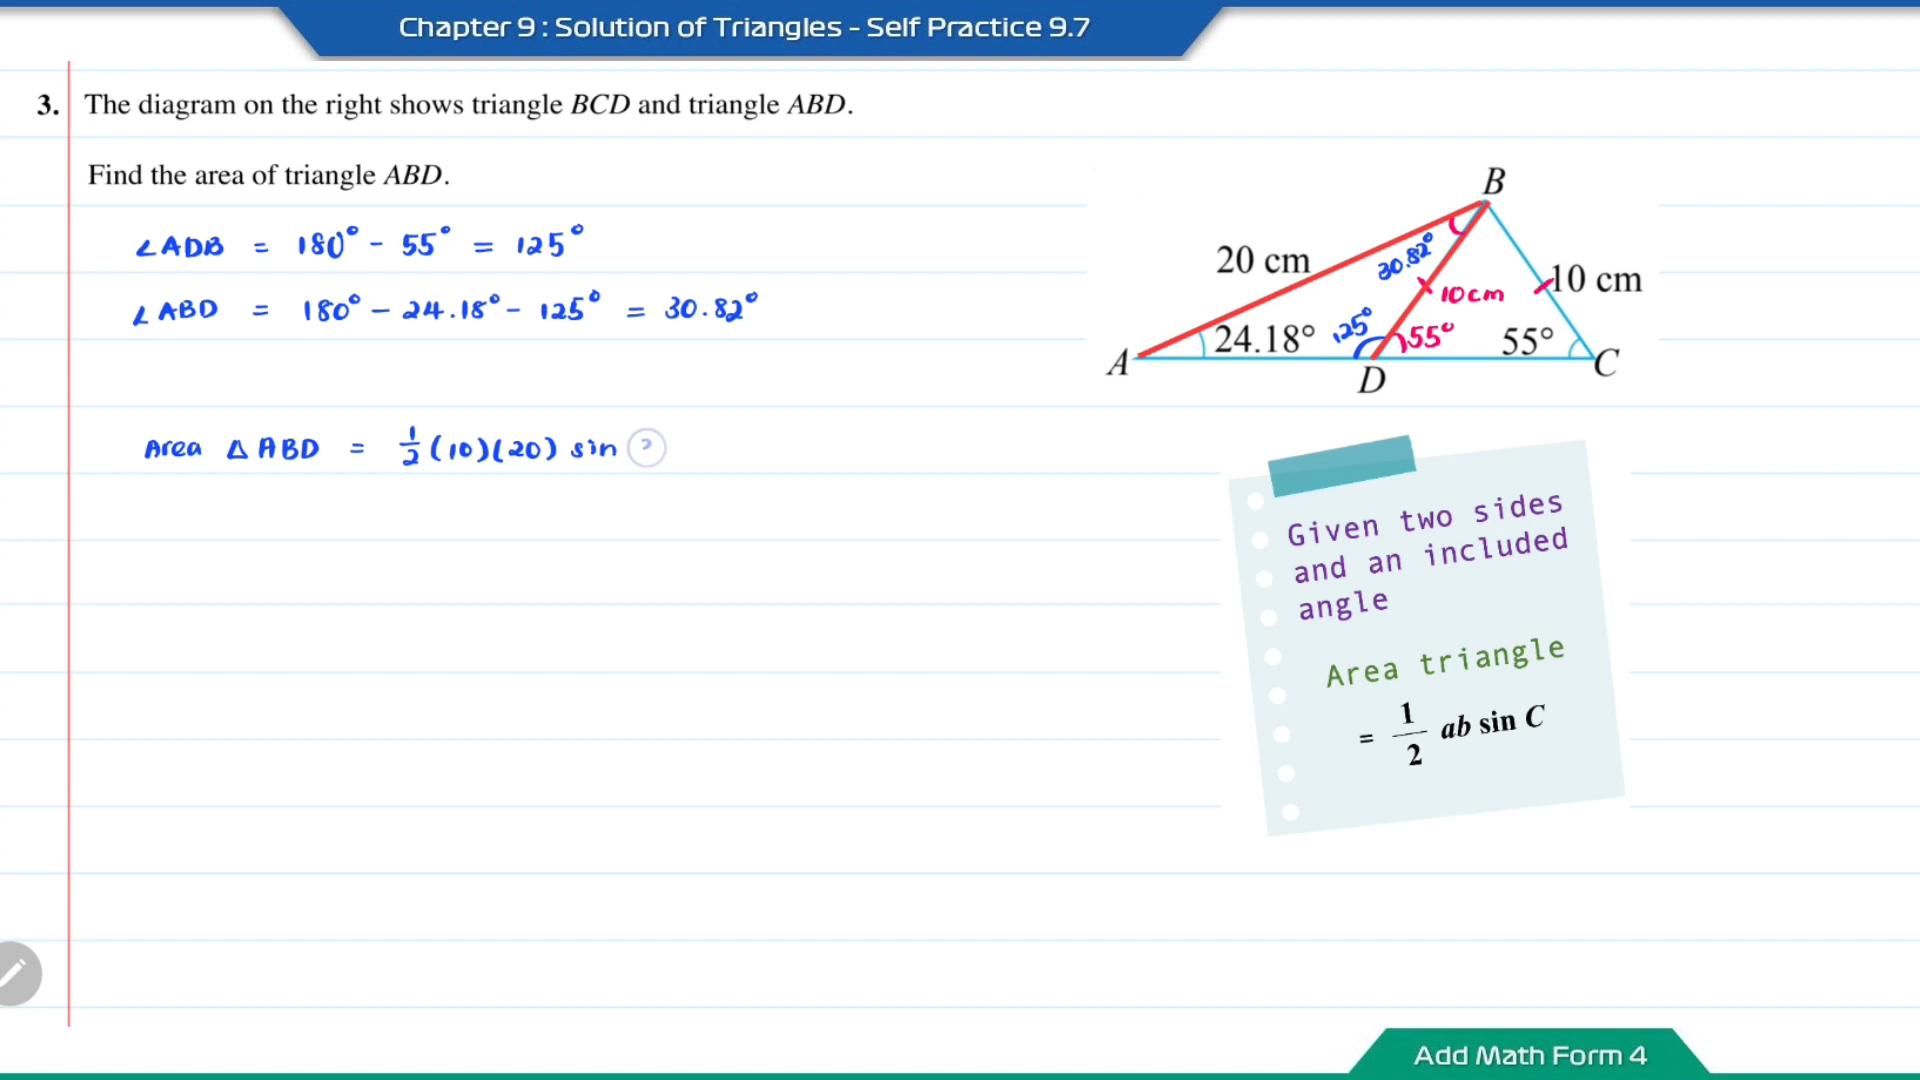 Chapter 9 : Solution of Triangles - Self Practice 9.7
3. The diagram on the right shows triangle BCD and triangle ABD.
Find the area of triangle ABD.
∠ADB = 180° - 55° = 125°
∠ABD = 180° - 24.18° - 125° = 30.82°
Area △ ABD = 1/2 (10)(20) sin
B
20 cm
30.82°
10 cm
10cm
A
24.18°
125°
55°
55°
C
D
Given two sides
and an included
angle
Area triangle
= 1/2 ab sin C
Add Math Form 4